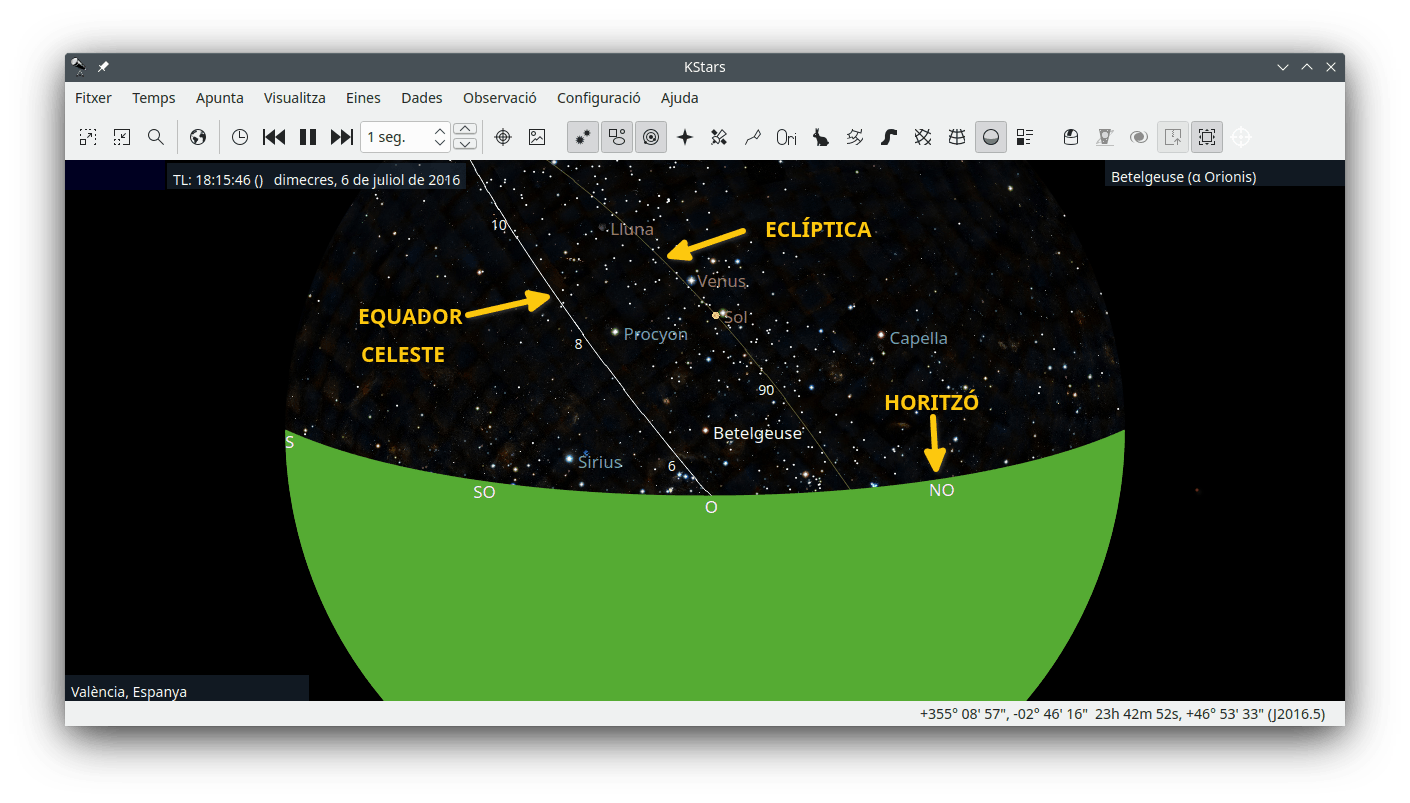 KStars
Fitxer Temps Apunta Visualitza Eines Dades Observació Configuració Ajuda
1 seg.
Ori
TL: 18:15:46 () dimecres, 6 de juliol de 2016
Betelgeuse (α Orionis)
10
Lluna
ECLÍPTICA
Venus
EQUADOR
CELESTE
Sol
Procyon
8
Capella
90
HORITZÓ
Betelgeuse
S
Sirius
6
SO
NO
O
València, Espanya
+355° 08' 57", -02° 46' 16" 23h 42m 52s, +46° 53' 33" (J2016.5)